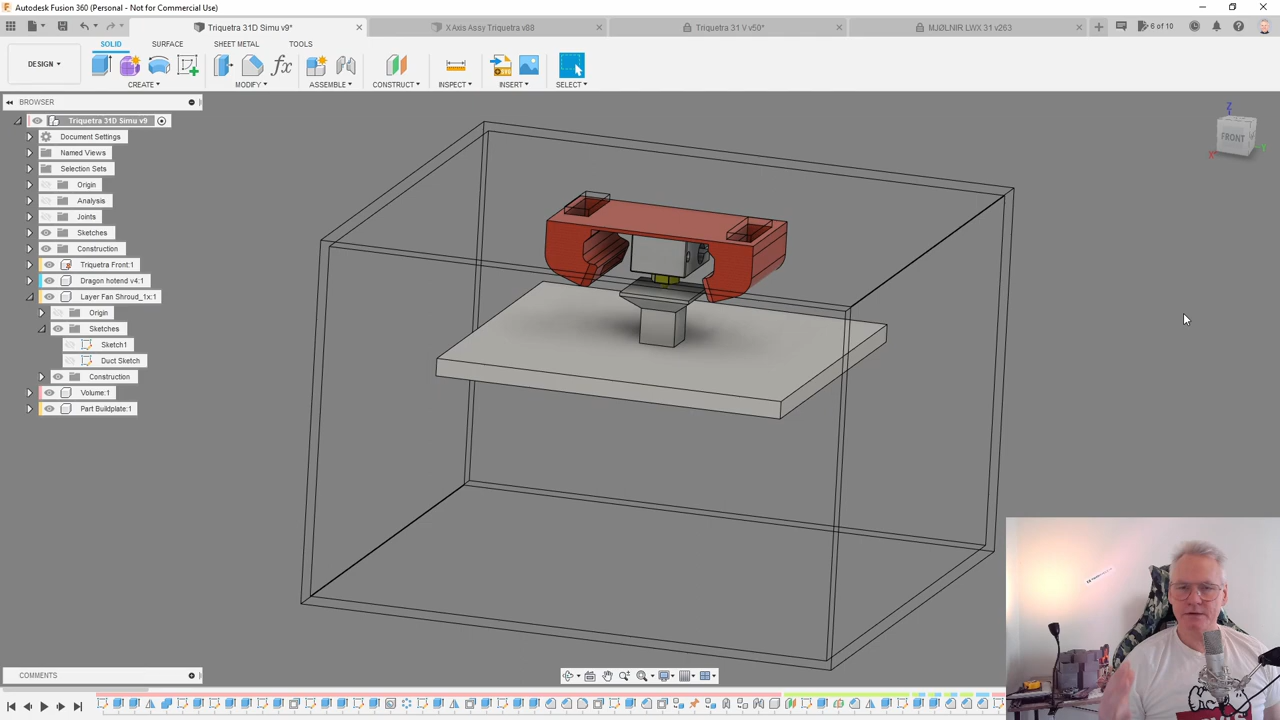 Autodesk Fusion 360 (Personal - Not for Commercial Use)
Triquetra 31D Simu v9*
X Axis Assy Triquetra v88
Triquetra 31 V v50*
MJØLNIR LWX 31 v263
6 of 10
SOLID
SURFACE
SHEET METAL
TOOLS
DESIGN
CREATE
MODIFY
ASSEMBLE
CONSTRUCT
INSPECT
INSERT
SELECT
BROWSER
Triquetra 31D Simu v9
Document Settings
Named Views
Selection Sets
Origin
Analysis
Joints
Sketches
Construction
Triquetra Front:1
Dragon hotend v4:1
Layer Fan Shroud_1x:1
Origin
Sketches
Sketch1
Duct Sketch
Construction
Volume:1
Part Buildplate:1
Z
FRONT
X
Y
COMMENTS